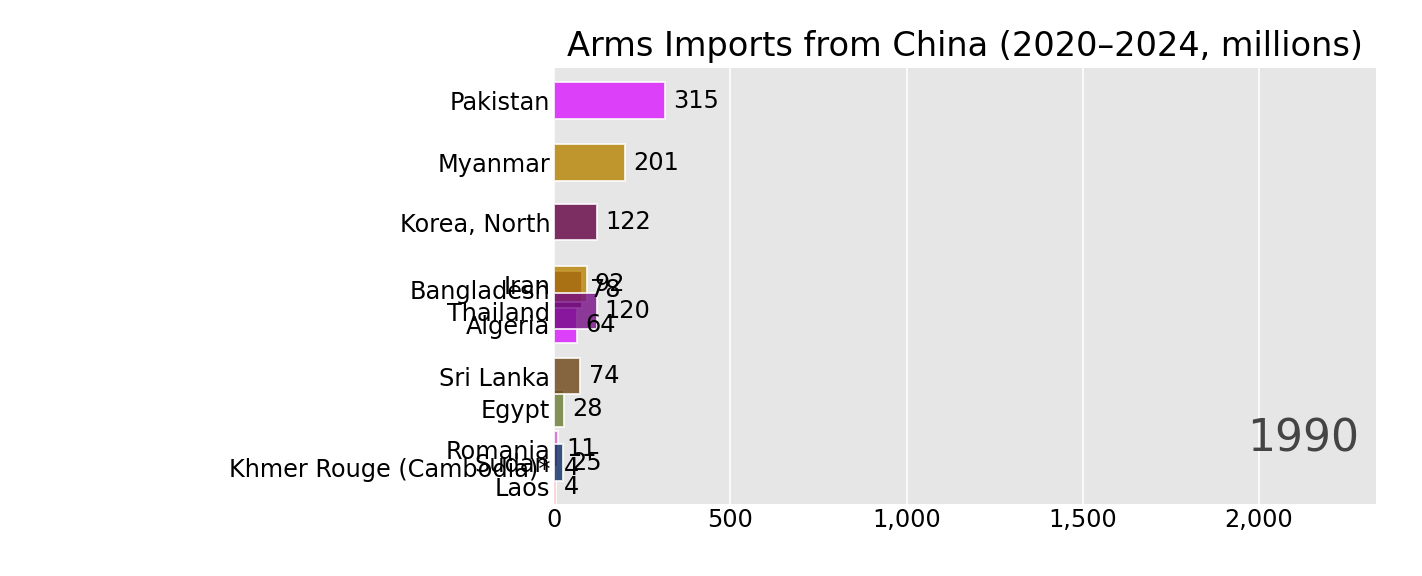 Arms Imports from China (2020–2024, millions)
Pakistan 315
Myanmar 201
Korea, North 122
Iran 92
Bangladesh 78
Thailand 120
Algeria 64
Sri Lanka 74
Egypt 28
Romania 11
Sudan 25
Khmer Rouge (Cambodia)* 4
Laos 4
1990
0 500 1,000 1,500 2,000